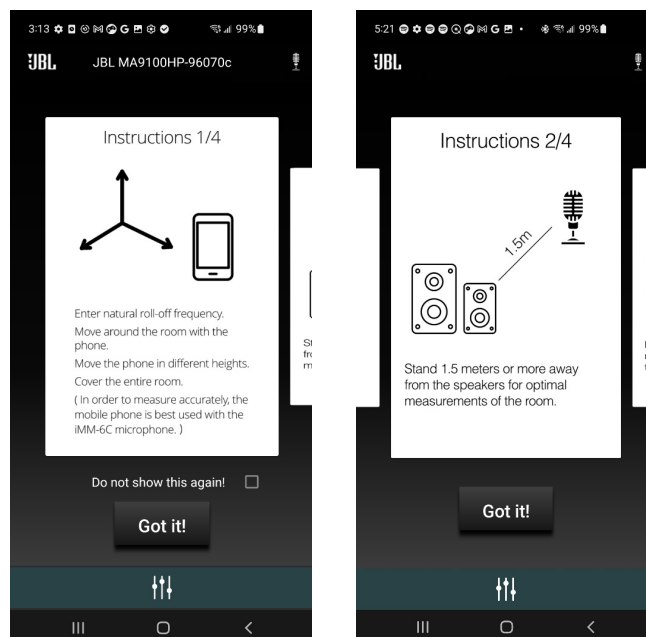 3:13 G 99%
JBL JBL MA9100HP-96070c
Instructions 1/4
Enter natural roll-off frequency.
Move around the room with the
phone.
Move the phone in different heights.
Cover the entire room.
( In order to measure accurately, the
mobile phone is best used with the
iMM-6C microphone. )
St
fro
m
Do not show this again!
Got it!
5:21 G 99%
JBL
Instructions 2/4
1.5m
Stand 1.5 meters or more away
from the speakers for optimal
measurements of the room.
Got it!